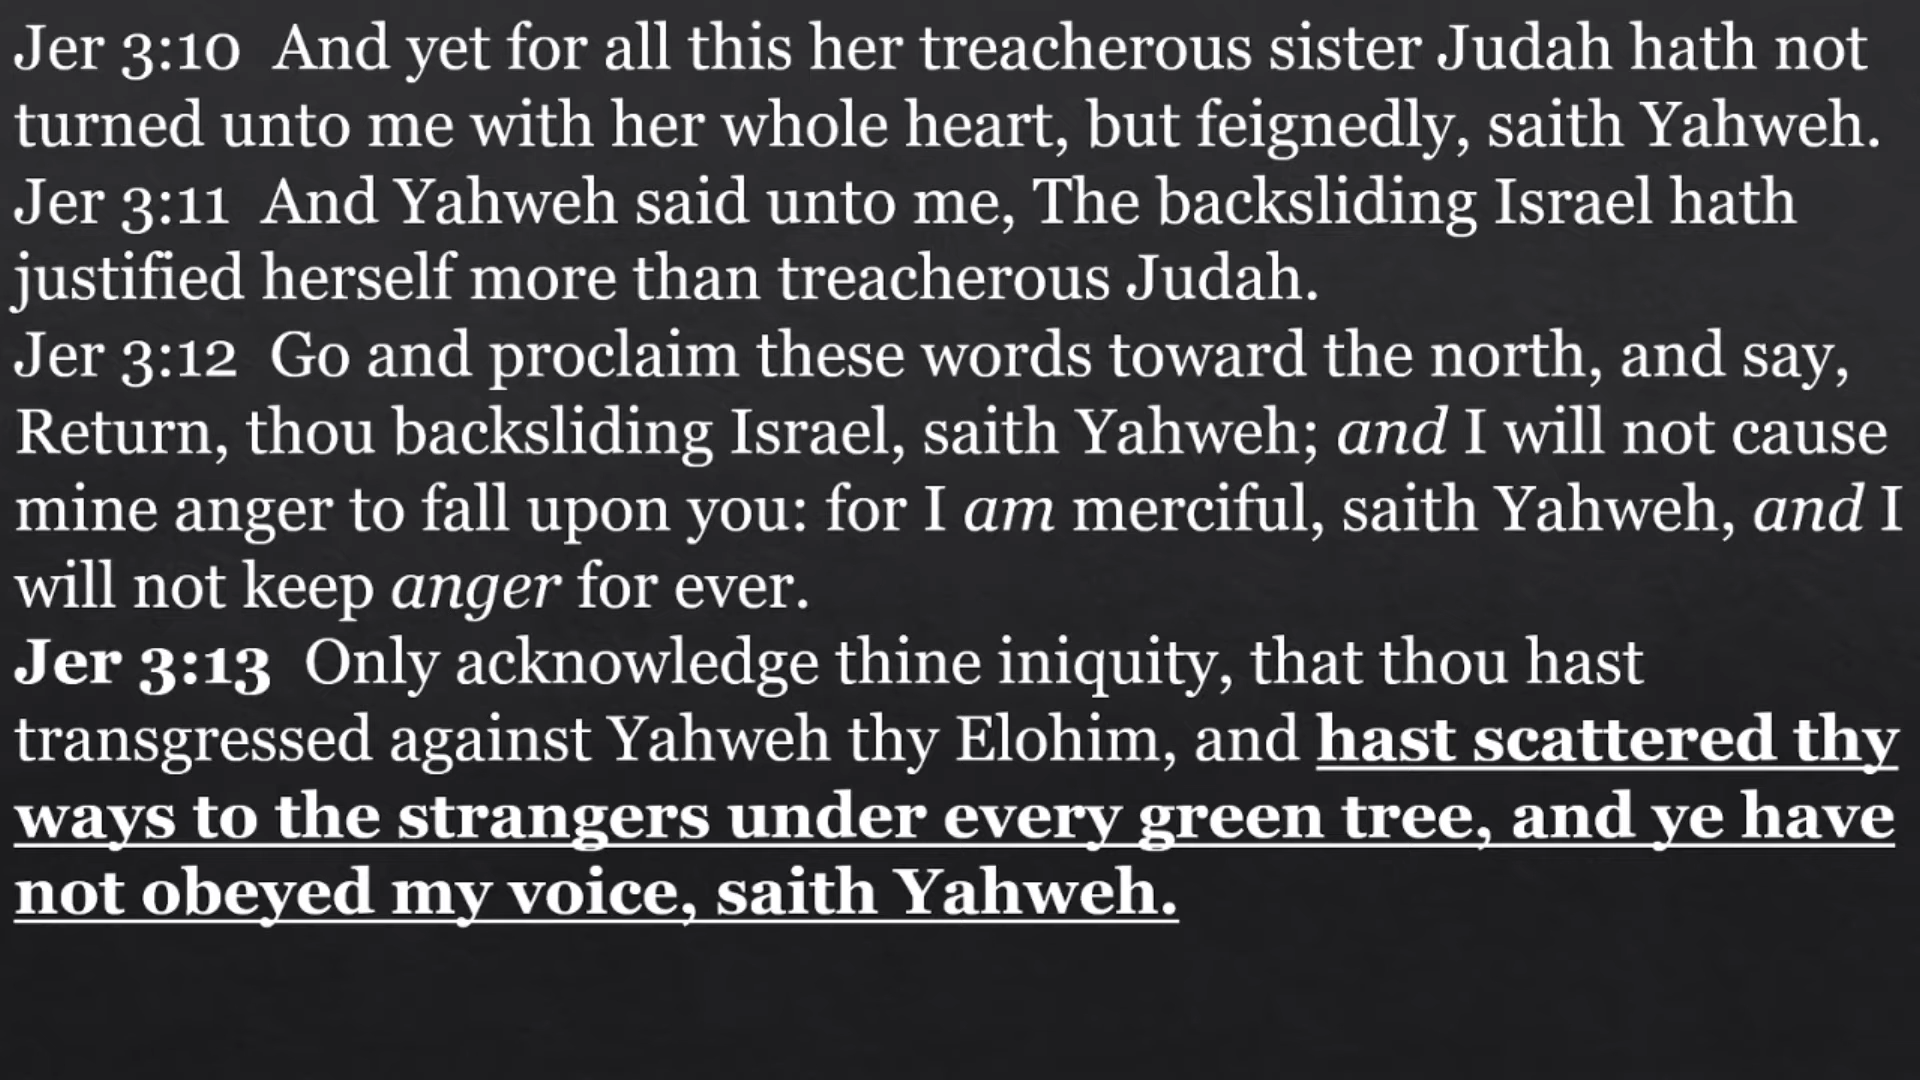 Jer 3:10  And yet for all this her treacherous sister Judah hath not
turned unto me with her whole heart, but feignedly, saith Yahweh.
Jer 3:11  And Yahweh said unto me, The backsliding Israel hath
justified herself more than treacherous Judah.
Jer 3:12  Go and proclaim these words toward the north, and say,
Return, thou backsliding Israel, saith Yahweh; and I will not cause
mine anger to fall upon you: for I am merciful, saith Yahweh, and I
will not keep anger for ever.
Jer 3:13  Only acknowledge thine iniquity, that thou hast
transgressed against Yahweh thy Elohim, and hast scattered thy
ways to the strangers under every green tree, and ye have
not obeyed my voice, saith Yahweh.